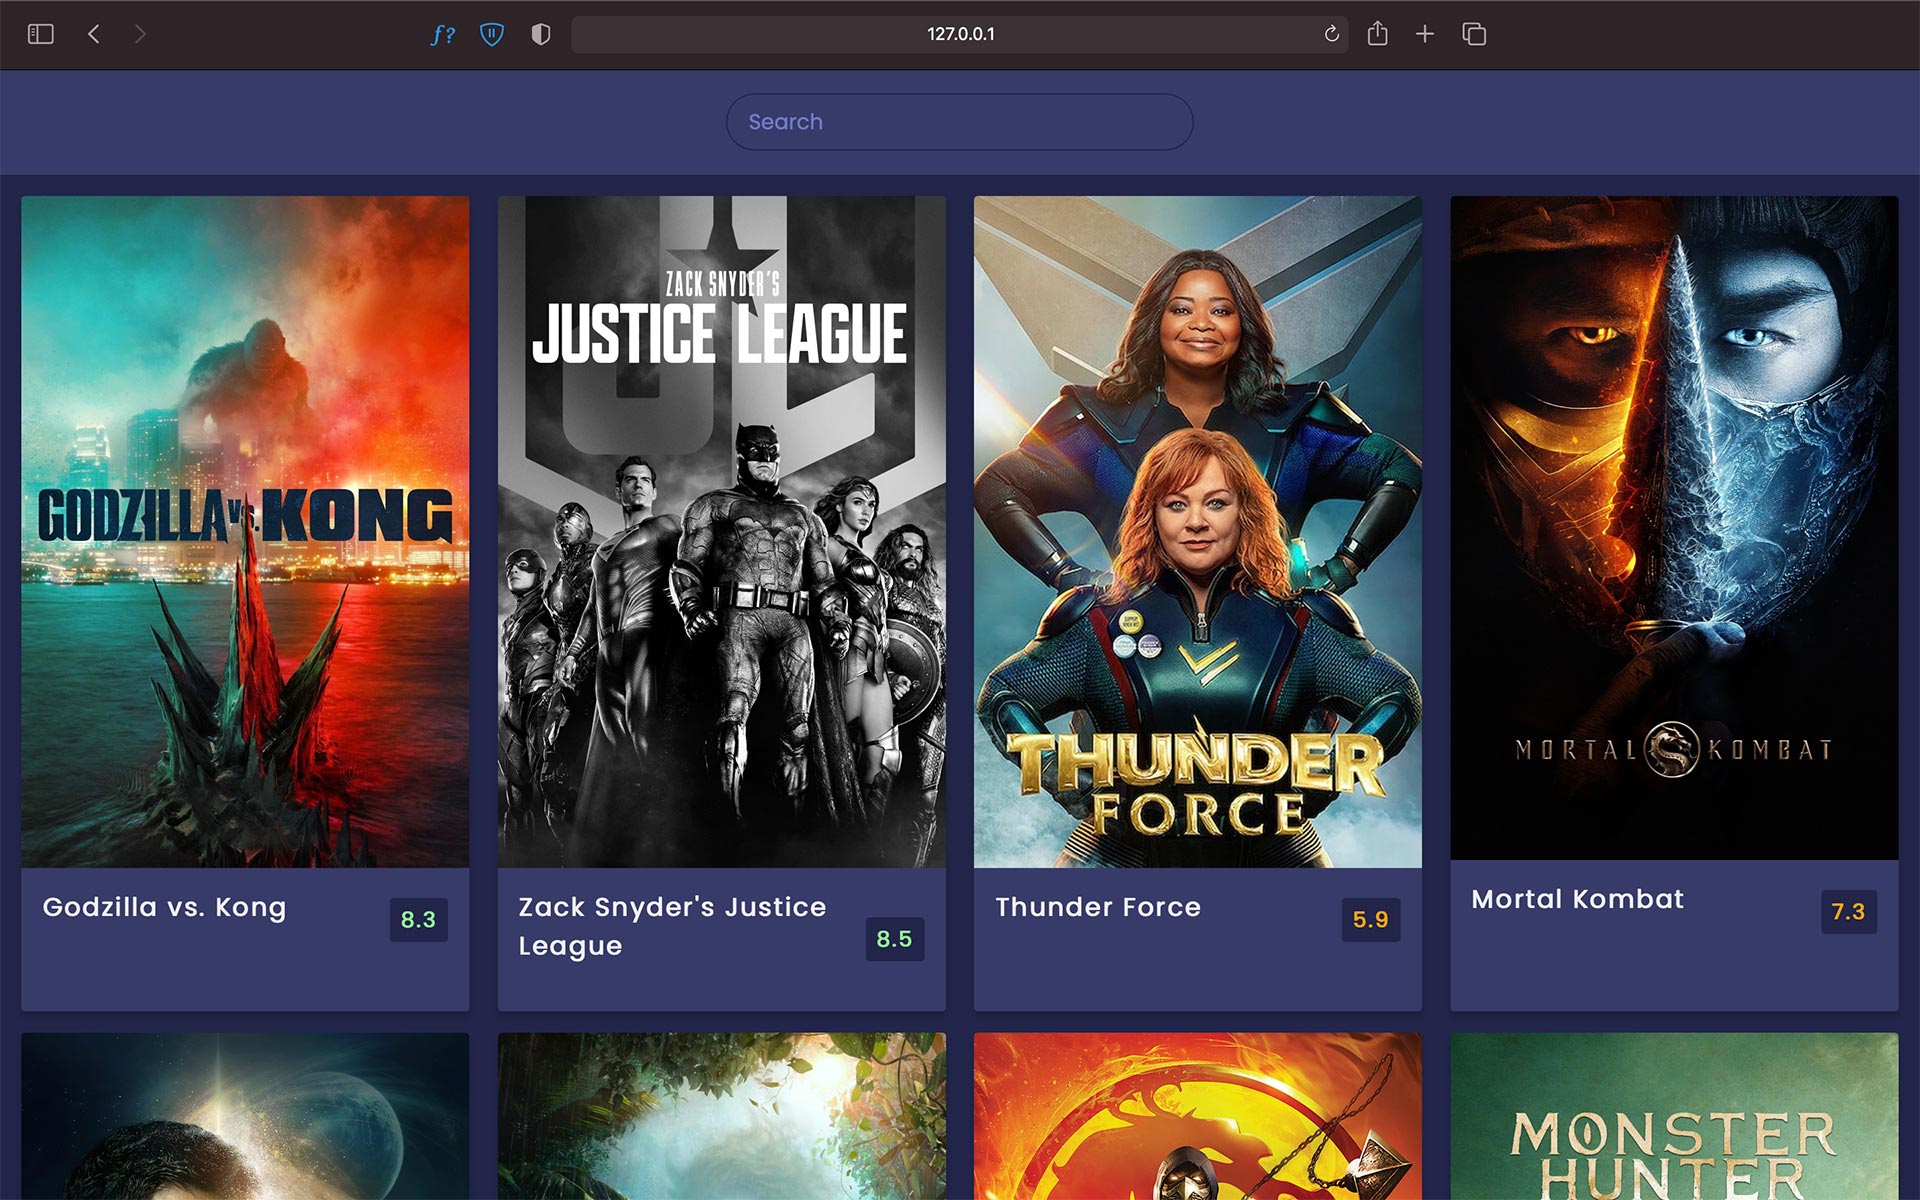 f?
127.0.0.1
Search
GODZILLA vs. KONG
ZACK SNYDER'S
JUSTICE LEAGUE
THUNDER
FORCE
MORTAL KOMBAT
Godzilla vs. Kong
8.3
Zack Snyder's Justice
League
8.5
Thunder Force
5.9
Mortal Kombat
7.3
MONSTER
HUNTER